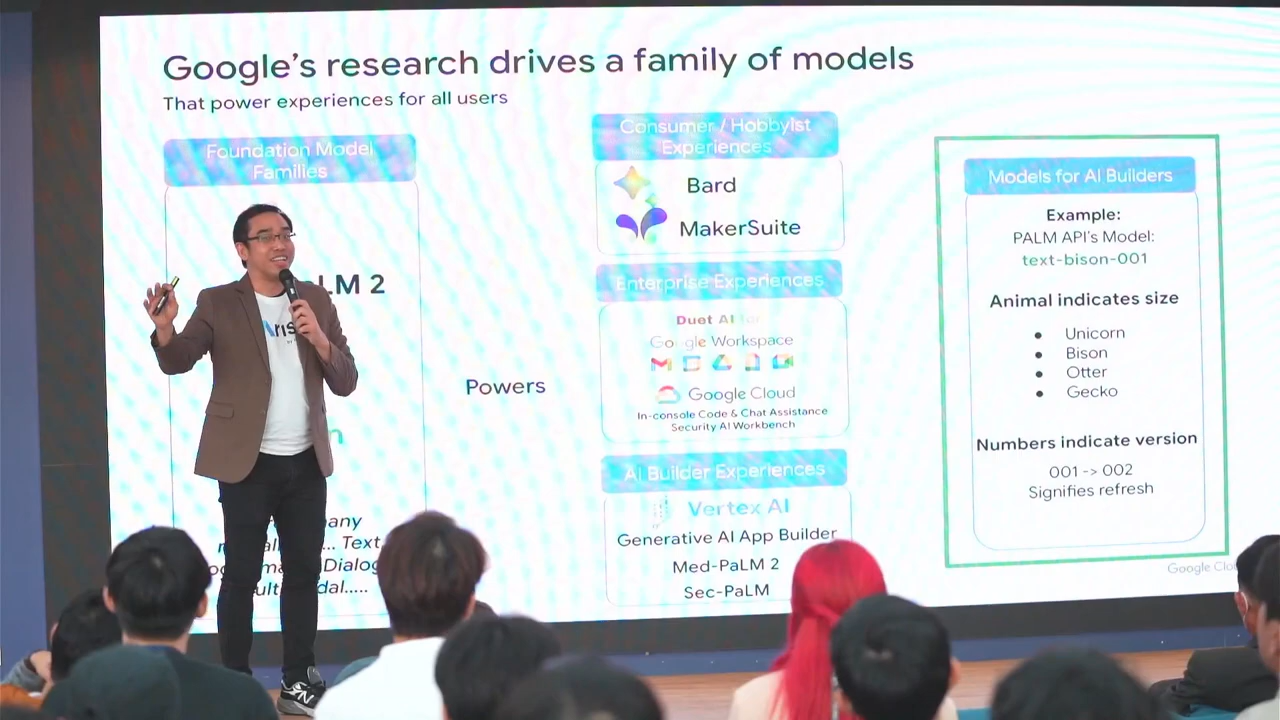 Google's research drives a family of models
That power experiences for all users
Foundation Model
Families
LM 2
any
Text
Dialog
dal.....
Powers
Consumer / Hobbyist
Experiences
Bard
MakerSuite
Enterprise Experiences
Duet AI for
Google Workspace
Google Cloud
In-console Code & Chat Assistance
Security AI Workbench
AI Builder Experiences
Vertex AI
Generative AI App Builder
Med-PaLM 2
Sec-PaLM
Models for AI Builders
Example:
PALM API's Model:
text-bison-001
Animal indicates size
● Unicorn
● Bison
● Otter
● Gecko
Numbers indicate version
001 -> 002
Signifies refresh
Google Clo